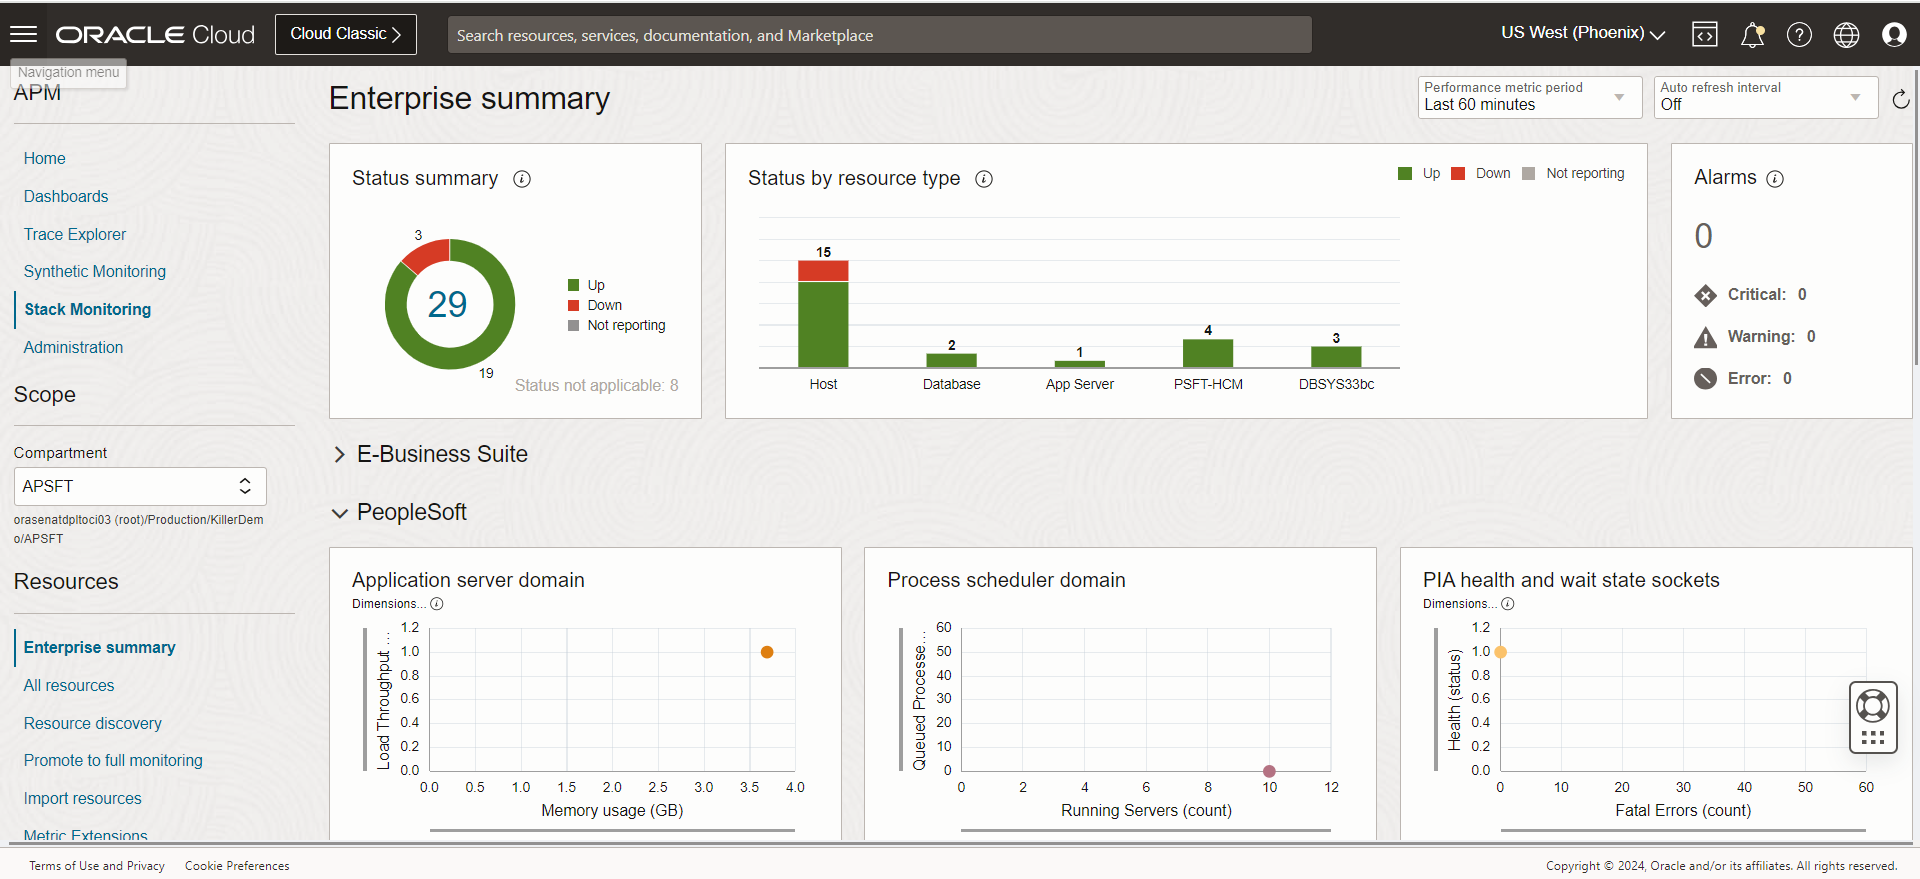 ORACLE Cloud
Cloud Classic
Search resources, services, documentation, and Marketplace
US West (Phoenix)
Navigation menu
APM
Home
Dashboards
Trace Explorer
Synthetic Monitoring
Stack Monitoring
Administration
Scope
Compartment
APSFT
orasenatdpltoci03 (root)/Production/KillerDem
o/APSFT
Resources
Enterprise summary
All resources
Resource discovery
Promote to full monitoring
Import resources
Metric Extensions
Enterprise summary
Performance metric period
Last 60 minutes
Auto refresh interval
Off
Status summary
3
29
19
Up
Down
Not reporting
Status not applicable: 8
Status by resource type
Up Down Not reporting
15
2
1
4
3
Host Database App Server PSFT-HCM DBSYS33bc
Alarms
0
Critical: 0
Warning: 0
Error: 0
E-Business Suite
PeopleSoft
Application server domain
Dimensions...
Load Throughput ...
1.2
1.0
0.8
0.6
0.4
0.2
0.0
0.0 0.5 1.0 1.5 2.0 2.5 3.0 3.5 4.0
Memory usage (GB)
Process scheduler domain
Queued Processe...
60
50
40
30
20
10
0
0 2 4 6 8 10 12
Running Servers (count)
PIA health and wait state sockets
Dimensions...
Health (status)
1.2
1.0
0.8
0.6
0.4
0.2
0.0
0 10 20 30 40 50 60
Fatal Errors (count)
Terms of Use and Privacy Cookie Preferences
Copyright © 2024, Oracle and/or its affiliates. All rights reserved.